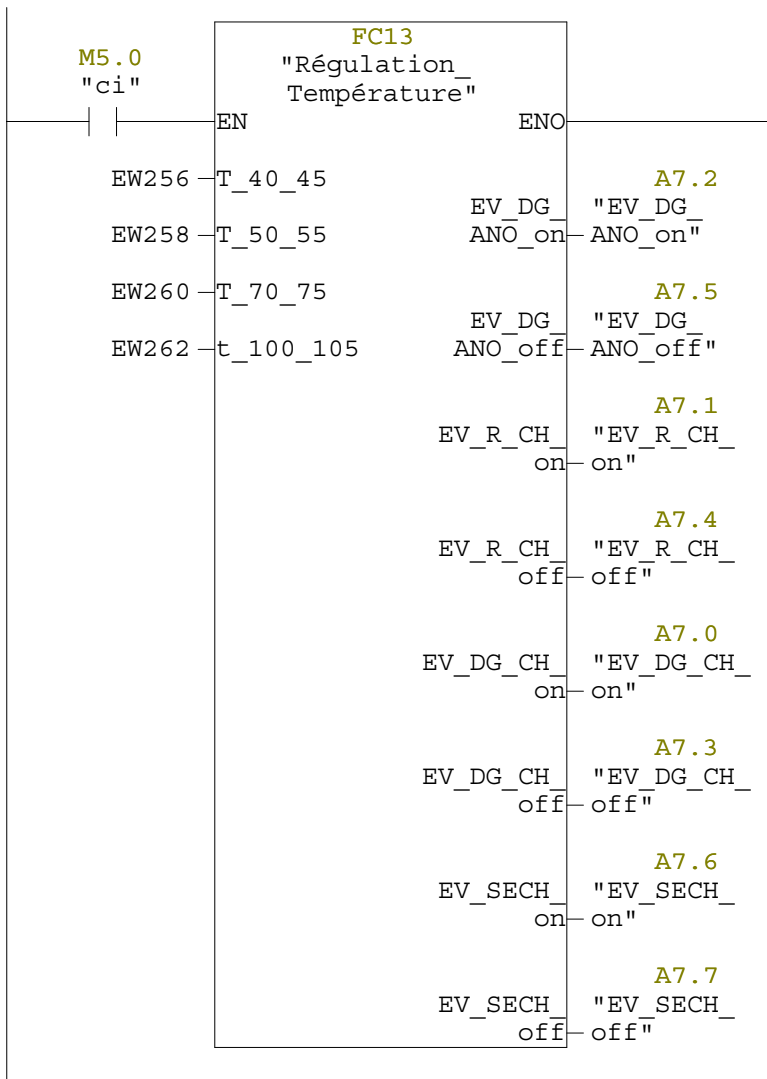 FC13
M5.0
"Régulation_
"ci"
Température"
EN ENO
EW256 T_40_45 A7.2
EV_DG_ "EV_DG_
EW258 T_50_55 ANO_on ANO_on"
EW260 T_70_75 A7.5
EV_DG_ "EV_DG_
EW262 t_100_105 ANO_off ANO_off"
A7.1
EV_R_CH_ "EV_R_CH_
on on"
A7.4
EV_R_CH_ "EV_R_CH_
off off"
A7.0
EV_DG_CH_ "EV_DG_CH_
on on"
A7.3
EV_DG_CH_ "EV_DG_CH_
off off"
A7.6
EV_SECH_ "EV_SECH_
on on"
A7.7
EV_SECH_ "EV_SECH_
off off"